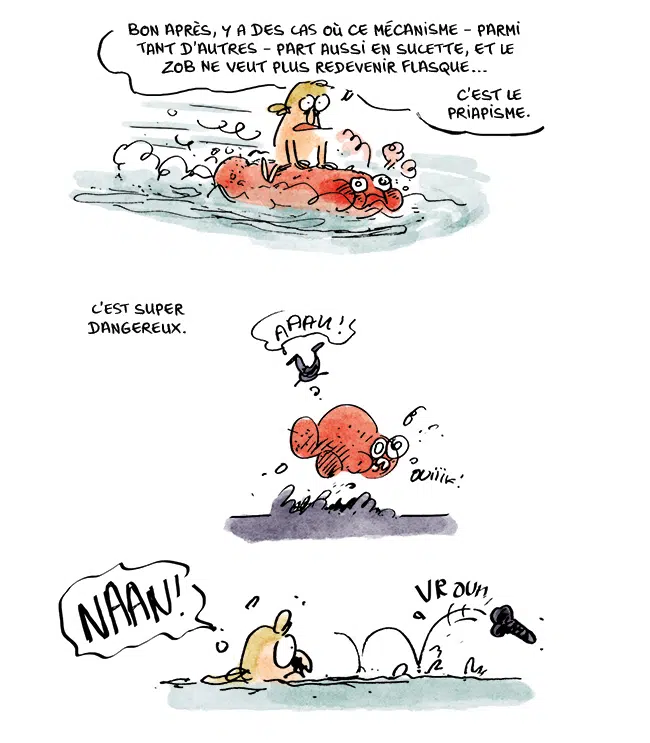 BON APRÈS, Y A DES CAS OÙ CE MÉCANISME - PARMI
TANT D'AUTRES - PART AUSSI EN SUCETTE, ET LE
ZOB NE VEUT PLUS REDEVENIR FLASQUE...
C'EST LE
PRIAPISME.
C'EST SUPER
DANGEREUX.
AAAH!
OUIIIK!
NAAN!
VROUH